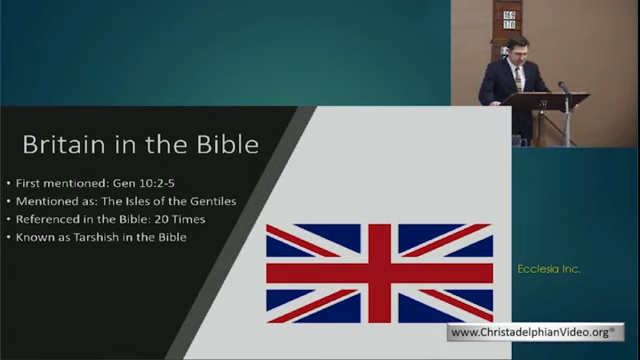 Britain in the Bible
• First mentioned: Gen 10:2-5
• Mentioned as: The Isles of the Gentiles
• Referenced in the Bible: 20 Times
• Known as Tarshish in the Bible
Ecclesia Inc.
www.ChristadelphianVideo.org®